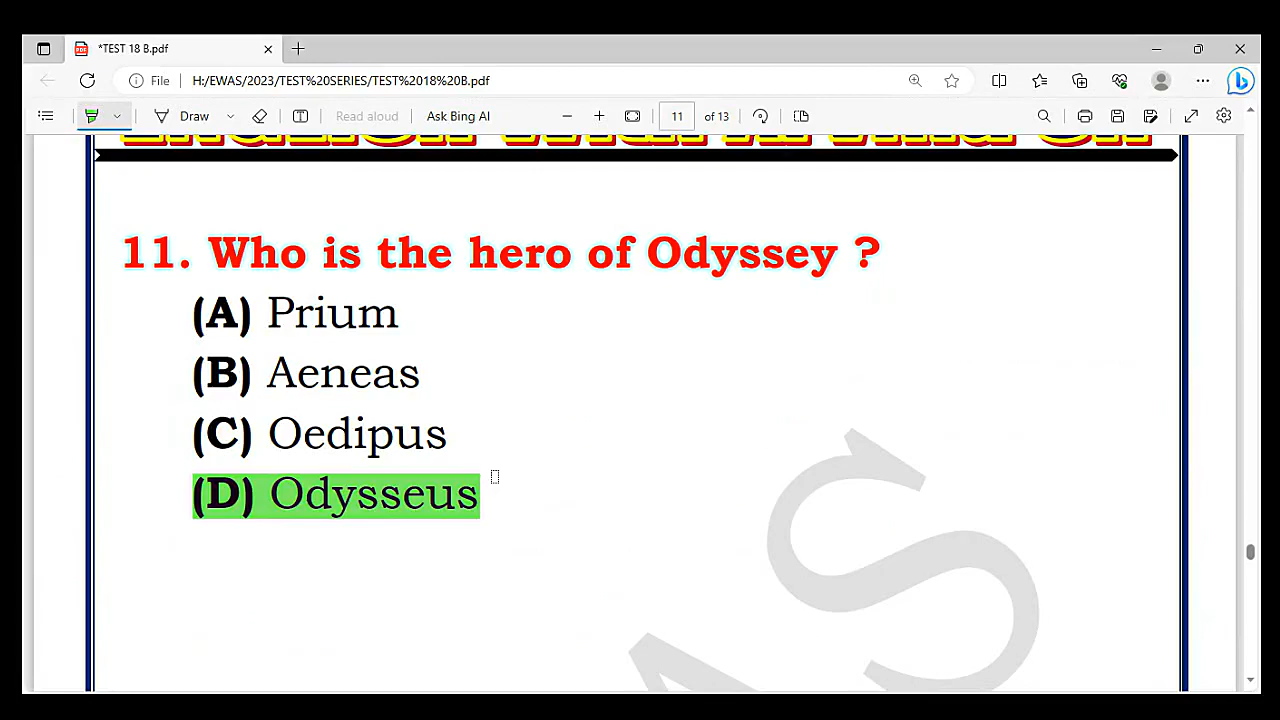 *TEST 18 B.pdf
File H:/EWAS/2023/TEST%20SERIES/TEST%2018%20B.pdf
Draw Read aloud Ask Bing AI 11 of 13
11. Who is the hero of Odyssey ?
(A) Prium
(B) Aeneas
(C) Oedipus
(D) Odysseus